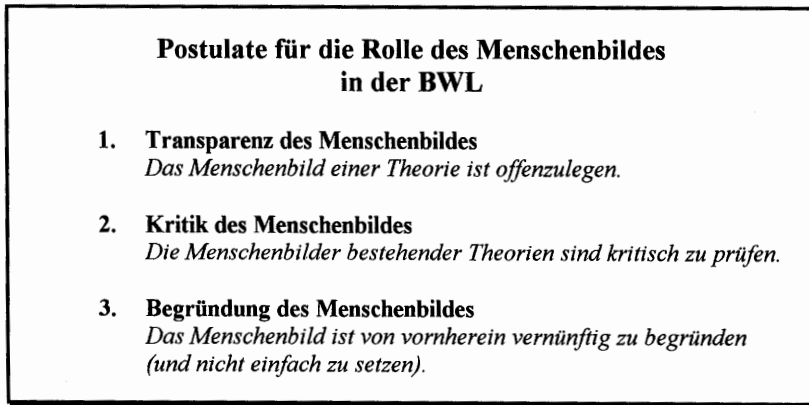 Postulate für die Rolle des Menschenbildes
in der BWL
1. Transparenz des Menschenbildes
Das Menschenbild einer Theorie ist offenzulegen.
2. Kritik des Menschenbildes
Die Menschenbilder bestehender Theorien sind kritisch zu prüfen.
3. Begründung des Menschenbildes
Das Menschenbild ist von vornherein vernünftig zu begründen
(und nicht einfach zu setzen).